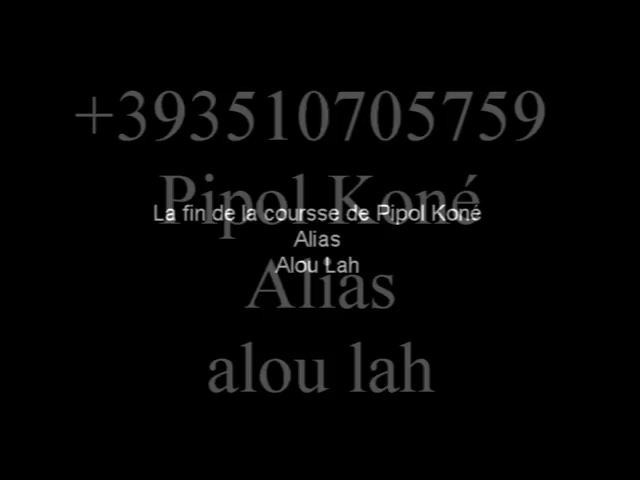 +393510705759
Pipol Koné
La fin de la coursse de Pipol Koné
Alias
Alou Lah
Alias
alou lah